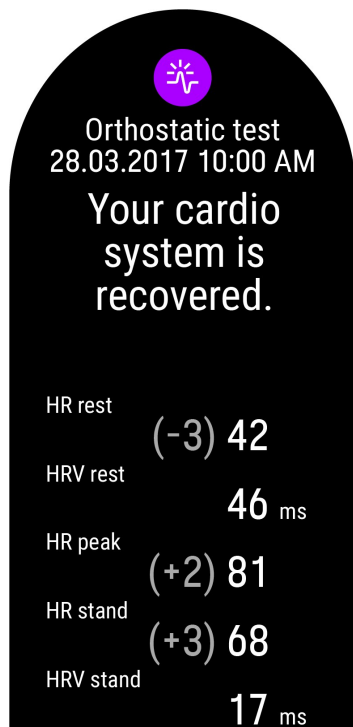 Orthostatic test
28.03.2017 10:00 AM
Your cardio
system is
recovered.
HR rest
(-3) 42
HRV rest
46 ms
HR peak
(+2) 81
HR stand
(+3) 68
HRV stand
17 ms